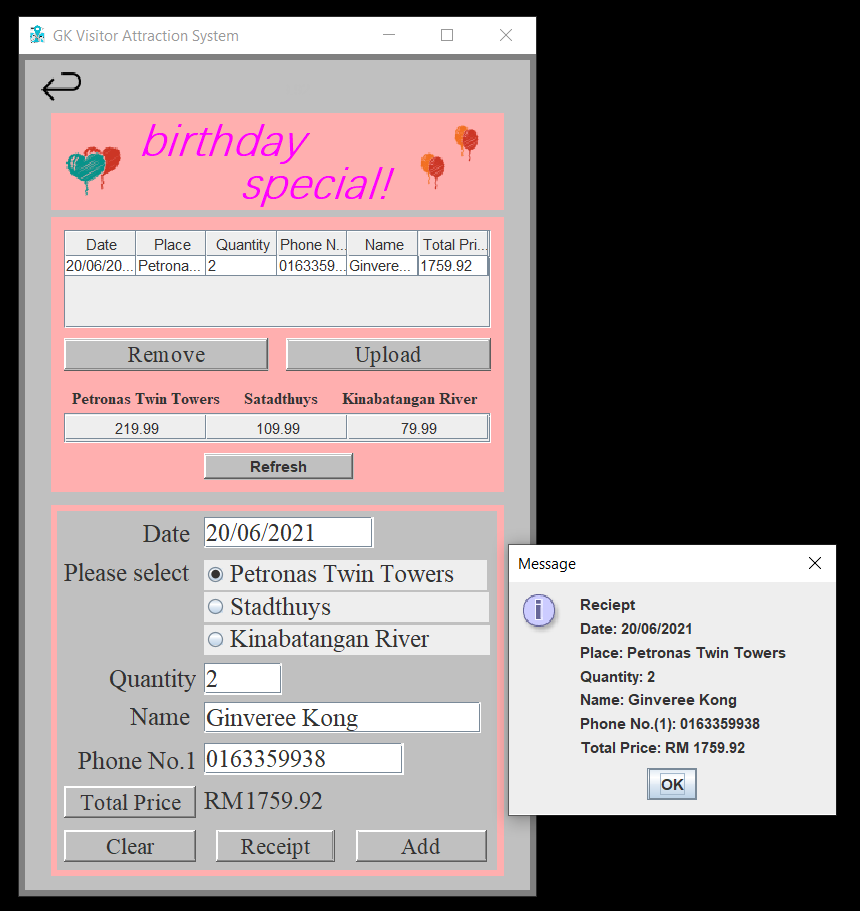 GK Visitor Attraction System
birthday
special!
Date Place Quantity Phone N... Name Total Pri...
20/06/20... Petrona... 2 0163359... Ginvere... 1759.92
Remove Upload
Petronas Twin Towers Satadthuys Kinabatangan River
219.99 109.99 79.99
Refresh
Date 20/06/2021
Please select Petronas Twin Towers
Stadthuys
Kinabatangan River
Quantity 2
Name Ginveree Kong
Phone No.1 0163359938
Total Price RM1759.92
Clear Receipt Add
Message
i
Reciept
Date: 20/06/2021
Place: Petronas Twin Towers
Quantity: 2
Name: Ginveree Kong
Phone No.(1): 0163359938
Total Price: RM 1759.92
OK